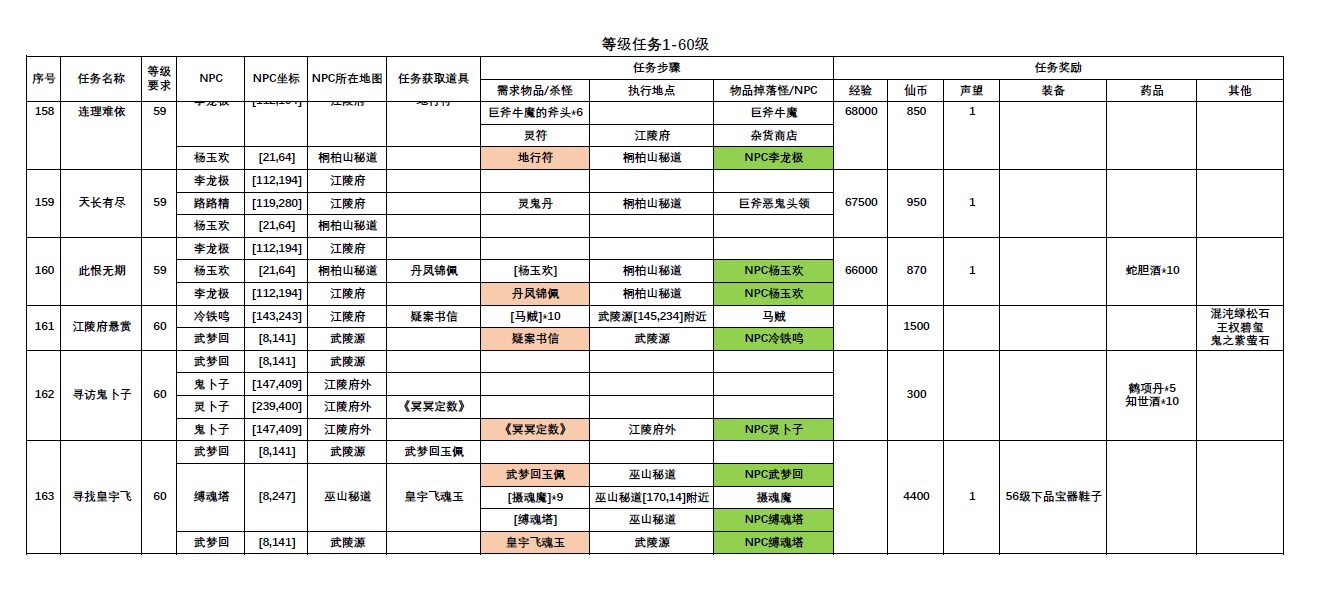 等级任务1-60级
序号 任务名称 等级要求 NPC NPC坐标 NPC所在地图 任务获取道具 任务步骤 任务奖励
需求物品/杀怪 执行地点 物品掉落怪/NPC 经验 仙币 声望 装备 药品 其他
158 连理难依 59 巨斧牛魔的斧头*6 巨斧牛魔 68000 850 1
灵符 江陵府 杂货商店
杨玉欢 [21,64] 桐柏山秘道 地行符 桐柏山秘道 NPC李龙极
李龙极 [112,194] 江陵府
159 天长有尽 59 路路精 [119,280] 江陵府 灵鬼丹 桐柏山秘道 巨斧恶鬼头领 67500 950 1
杨玉欢 [21,64] 桐柏山秘道
李龙极 [112,194] 江陵府
160 此恨无期 59 杨玉欢 [21,64] 桐柏山秘道 丹凤锦佩 [杨玉欢] 桐柏山秘道 NPC杨玉欢 66000 870 1 蛇胆酒*10
李龙极 [112,194] 江陵府 丹凤锦佩 桐柏山秘道 NPC杨玉欢
161 江陵府悬赏 60 冷铁鸣 [143,243] 江陵府 疑案书信 [马贼]*10 武陵源[145,234]附近 马贼 1500 混沌绿松石
王权碧玺
武梦回 [8,141] 武陵源 疑案书信 武陵源 NPC冷铁鸣 鬼之紫萤石
武梦回 [8,141] 武陵源
鬼卜子 [147,409] 江陵府外
162 寻访鬼卜子 60 300 鹤项丹*5
知世酒*10
灵卜子 [239,400] 江陵府外 《冥冥定数》
鬼卜子 [147,409] 江陵府外 《冥冥定数》 江陵府外 NPC灵卜子
武梦回 [8,141] 武陵源 武梦回玉佩
武梦回玉佩 巫山秘道 NPC武梦回
163 寻找皇宇飞 60 缚魂塔 [8,247] 巫山秘道 皇宇飞魂玉 [摄魂魔]*9 巫山秘道[170,14]附近 摄魂魔 4400 1 56级下品宝器鞋子
[缚魂塔] 巫山秘道 NPC缚魂塔
武梦回 [8,141] 武陵源 皇宇飞魂玉 武陵源 NPC缚魂塔